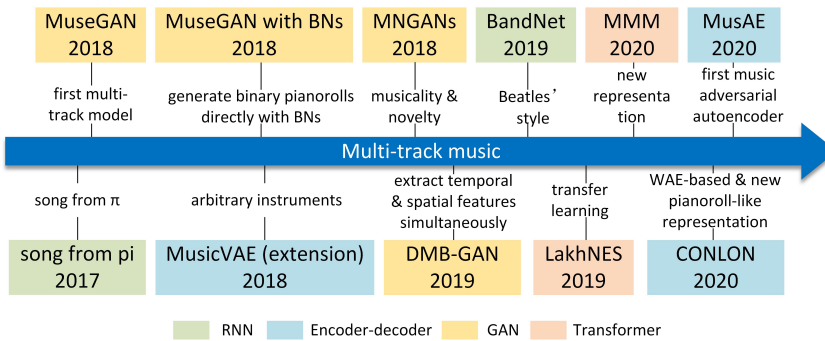 MuseGAN
2018
MuseGAN with BNs
2018
MNGANs
2018
BandNet
2019
MMM
2020
MusAE
2020
first multi-
track model
generate binary pianorolls
directly with BNs
musicality &
novelty
Beatles’
style
new
representa
tion
first music
adversarial
autoencoder
Multi-track music
song from π
arbitrary instruments
extract temporal
& spatial features
simultaneously
transfer
learning
WAE-based & new
pianoroll-like
representation
song from pi
2017
MusicVAE (extension)
2018
DMB-GAN
2019
LakhNES
2019
CONLON
2020
RNN
Encoder-decoder
GAN
Transformer